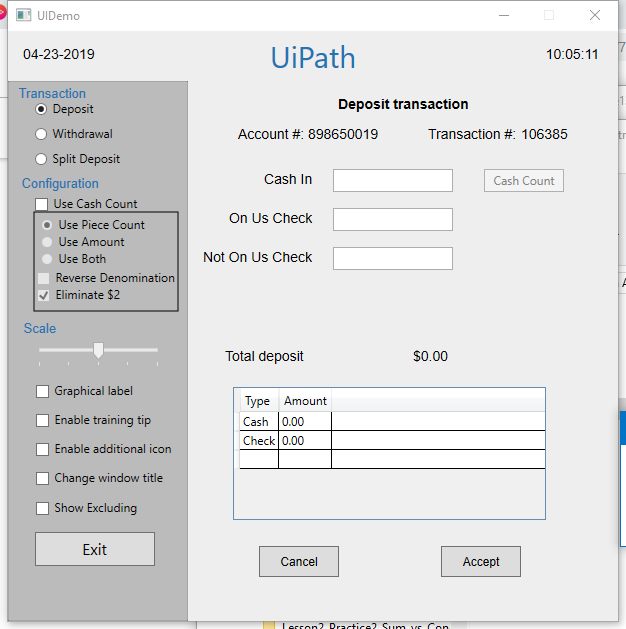 UIDemo
04-23-2019
UiPath
10:05:11
Transaction
Deposit
Withdrawal
Split Deposit
Configuration
Use Cash Count
Use Piece Count
Use Amount
Use Both
Reverse Denomination
Eliminate $2
Scale
Graphical label
Enable training tip
Enable additional icon
Change window title
Show Excluding
Exit
Deposit transaction
Account #: 898650019 Transaction #: 106385
Cash In
Cash Count
On Us Check
Not On Us Check
Total deposit $0.00
Type Amount
Cash 0.00
Check 0.00
Cancel Accept